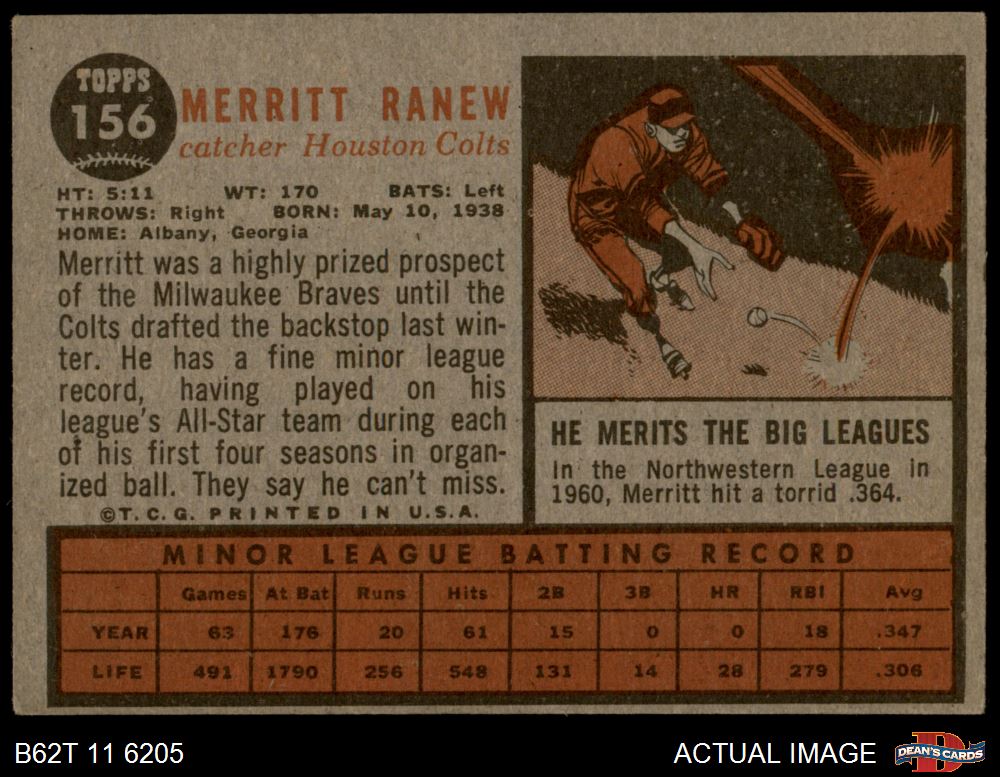 TOPPS
156
MERRITT RANEW
catcher Houston Colts
HT: 5:11 WT: 170 BATS: Left
THROWS: Right BORN: May 10, 1938
HOME: Albany, Georgia
Merritt was a highly prized prospect
of the Milwaukee Braves until the
Colts drafted the backstop last win-
ter. He has a fine minor league
record, having played on his
league's All-Star team during each
of his first four seasons in organ-
ized ball. They say he can't miss.
©T.C.G. PRINTED IN U.S.A.
HE MERITS THE BIG LEAGUES
In the Northwestern League in
1960, Merritt hit a torrid .364.
MINOR LEAGUE BATTING RECORD
Games At Bat Runs Hits 2B 3B HR RBI Avg
YEAR 63 176 20 61 15 0 0 18 .347
LIFE 491 1790 256 548 131 14 28 279 .306
B62T 11 6205
ACTUAL IMAGE
D
DEAN'S CARDS